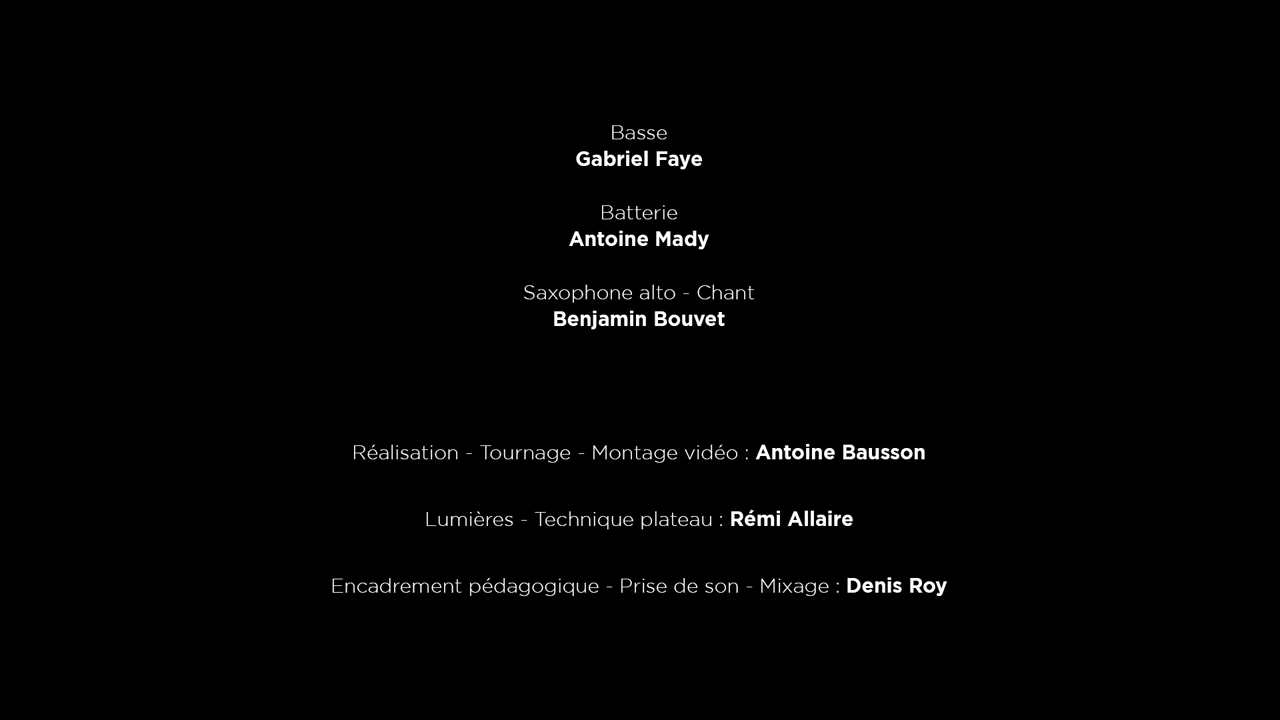 Basse
Gabriel Faye
Batterie
Antoine Mady
Saxophone alto - Chant
Benjamin Bouvet
Réalisation - Tournage - Montage vidéo : Antoine Bausson
Lumières - Technique plateau : Rémi Allaire
Encadrement pédagogique - Prise de son - Mixage : Denis Roy